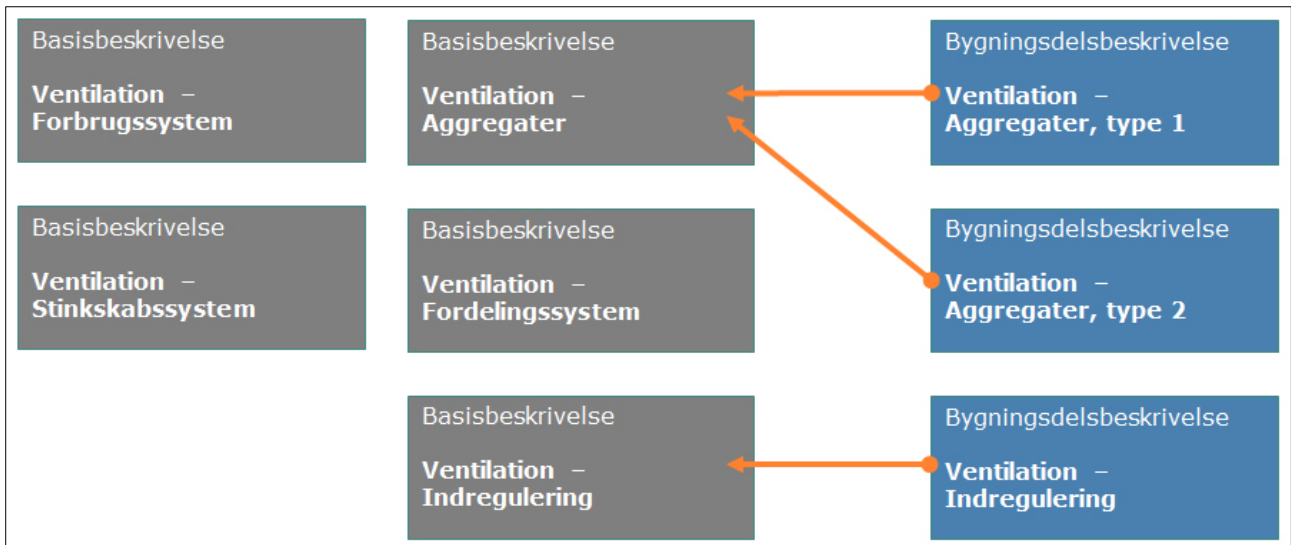 Basisbeskrivelse
Ventilation –
Forbrugssystem
Basisbeskrivelse
Ventilation –
Aggregater
Bygningsdelsbeskrivelse
Ventilation –
Aggregater, type 1
Basisbeskrivelse
Ventilation –
Stinkskabssystem
Basisbeskrivelse
Ventilation –
Fordelingssystem
Bygningsdelsbeskrivelse
Ventilation –
Aggregater, type 2
Basisbeskrivelse
Ventilation –
Indregulering
Bygningsdelsbeskrivelse
Ventilation –
Indregulering